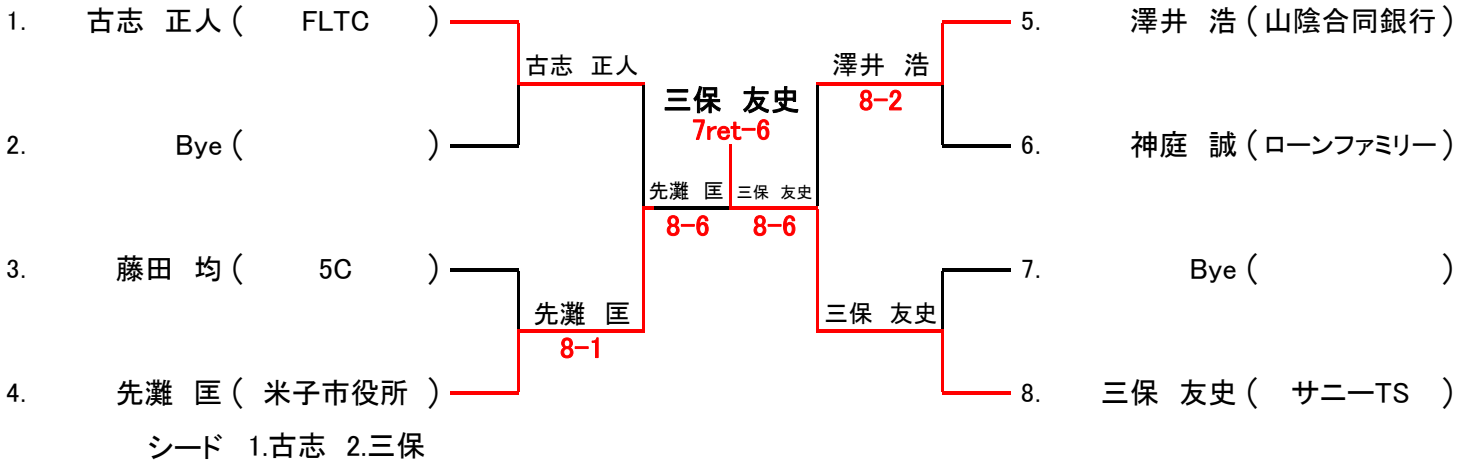 1. 古志 正人 ( FLTC ) 5. 澤井 浩 ( 山陰合同銀行 )
古志 正人 澤井 浩
三保 友史 8-2
7ret-6
2. Bye ( ) 6. 神庭 誠 ( ローンファミリー )
先灘 匡 三保 友史
8-6 8-6
3. 藤田 均 ( 5C ) 7. Bye ( )
先灘 匡 三保 友史
8-1
4. 先灘 匡 ( 米子市役所 ) 8. 三保 友史 ( サニーTS )
シード 1.古志 2.三保